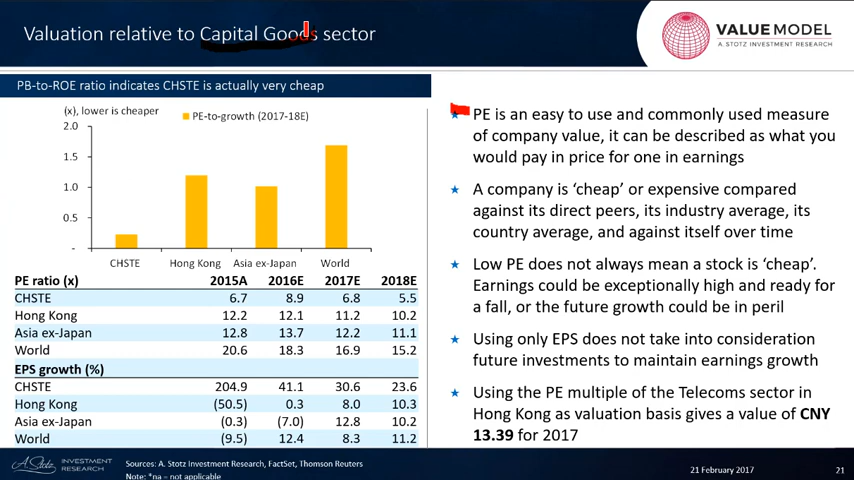 Valuation relative to Capital Goods sector
VALUEMODEL
A. STOTZ INVESTMENT RESEARCH
PB-to-ROE ratio indicates CHSTE is actually very cheap
(x), lower is cheaper
PE-to-growth (2017-18E)
2.0
1.5
1.0
0.5
-
CHSTE Hong Kong Asia ex-Japan World
PE ratio (x) 2015A 2016E 2017E 2018E
CHSTE 6.7 8.9 6.8 5.5
Hong Kong 12.2 12.1 11.2 10.2
Asia ex-Japan 12.8 13.7 12.2 11.1
World 20.6 18.3 16.9 15.2
EPS growth (%)
CHSTE 204.9 41.1 30.6 23.6
Hong Kong (50.5) 0.3 8.0 10.3
Asia ex-Japan (0.3) (7.0) 12.8 10.2
World (9.5) 12.4 8.3 11.2
PE is an easy to use and commonly used measure
of company value, it can be described as what you
would pay in price for one in earnings
A company is ‘cheap’ or expensive compared
against its direct peers, its industry average, its
country average, and against itself over time
Low PE does not always mean a stock is ‘cheap’.
Earnings could be exceptionally high and ready for
a fall, or the future growth could be in peril
Using only EPS does not take into consideration
future investments to maintain earnings growth
Using the PE multiple of the Telecoms sector in
Hong Kong as valuation basis gives a value of CNY
13.39 for 2017
A. Stotz INVESTMENT
RESEARCH
Sources: A. Stotz Investment Research, FactSet, Thomson Reuters
Note: *na = not applicable
21 February 2017
21